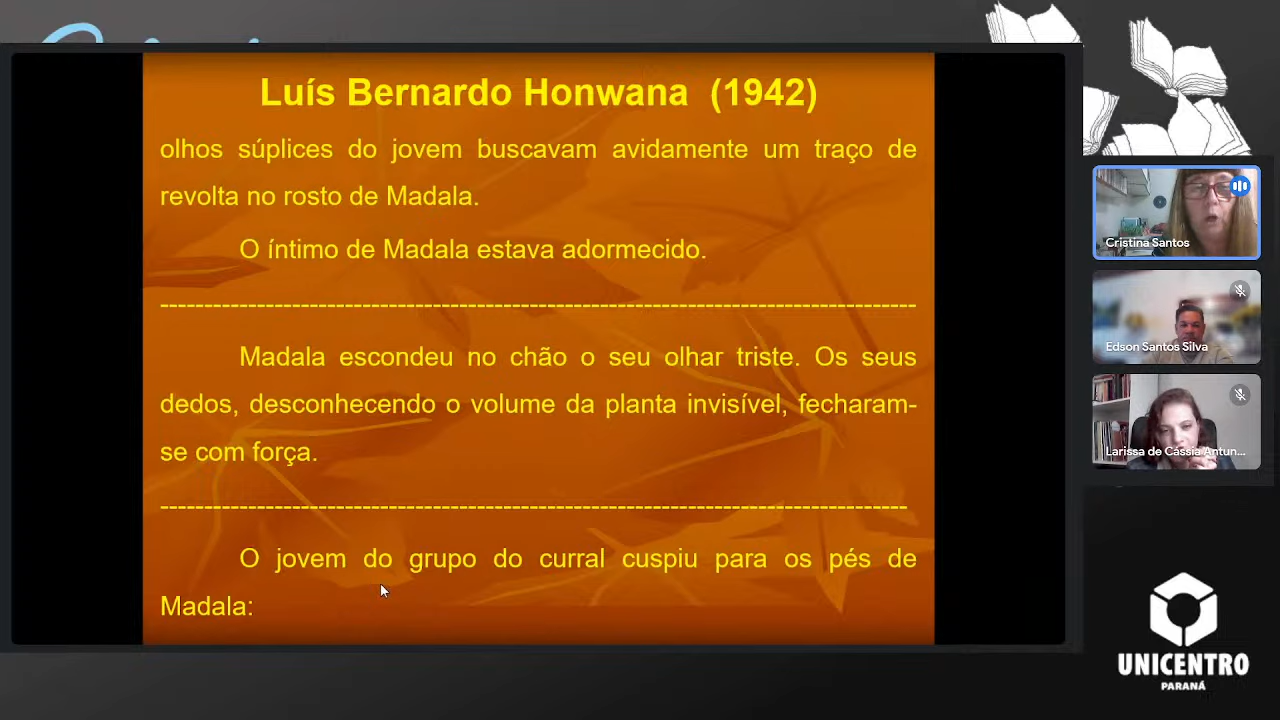 Luís Bernardo Honwana (1942)
olhos súplices do jovem buscavam avidamente um traço de
revolta no rosto de Madala.
O íntimo de Madala estava adormecido.
--------------------------------------------------------------------------------------
Madala escondeu no chão o seu olhar triste. Os seus
dedos, desconhecendo o volume da planta invisível, fecharam-
se com força.
-------------------------------------------------------------------------------------
O jovem do grupo do curral cuspiu para os pés de
Madala:
Cristina Santos
Edson Santos Silva
Larissa de Cássia Antun...
UNICENTRO
PARANÁ